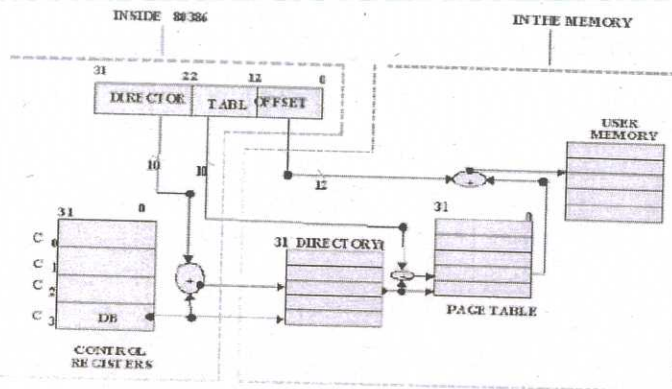 INSIDE 80386
IN THE MEMORY
31 22 12 0
DIRECTOR TABL OFFSET
USER
MEMORY
10 10
12
31 0
31 0
C 0
C 1
C 2
C 3
DB
31 DIRECTORY
PAGE TABLE
CONTROL
REGISTERS
+
+